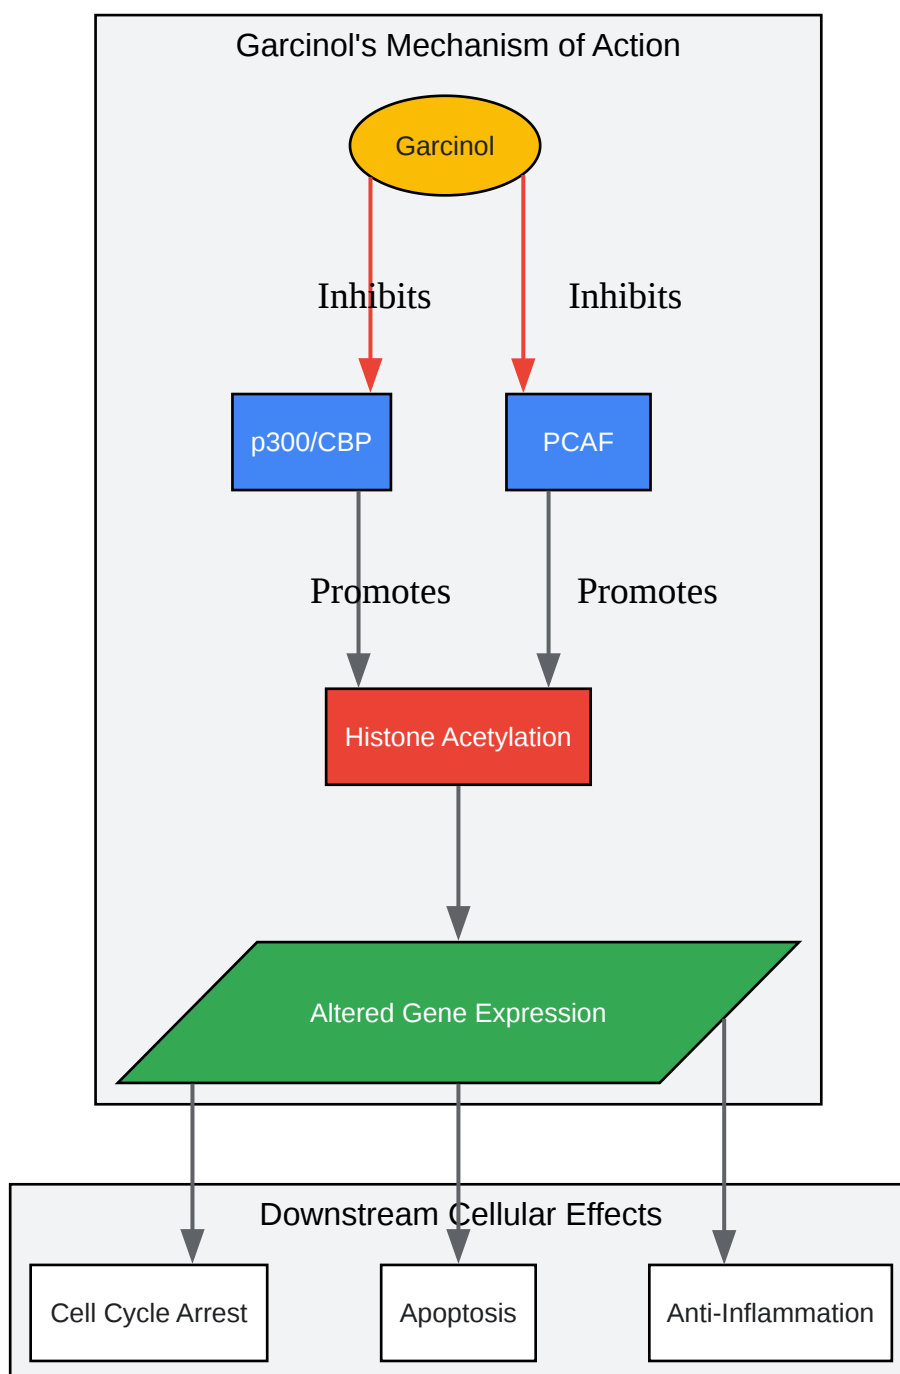 Garcinol's Mechanism of Action
Garcinol
Inhibits
Inhibits
p300/CBP
PCAF
Promotes
Promotes
Histone Acetylation
Altered Gene Expression
Downstream Cellular Effects
Cell Cycle Arrest
Apoptosis
Anti-Inflammation